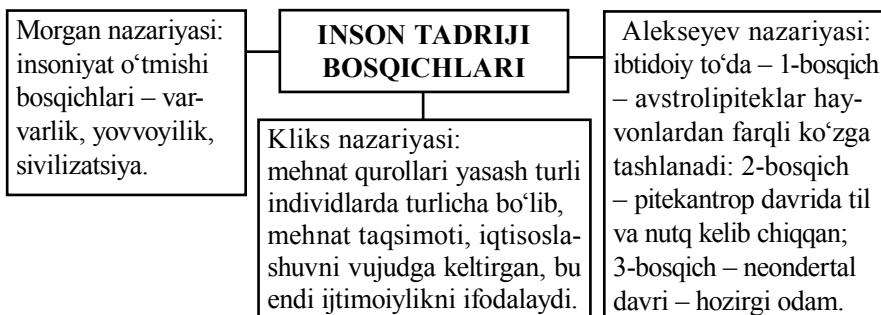 Morgan nazariyasi:
insoniyat o‘tmishi
bosqichlari – var-
varlik, yovvoyilik,
sivilizatsiya.
INSON TADRIJI
BOSQICHLARI
Kliks nazariyasi:
mehnat qurollari yasash turli
individlarda turlicha bo‘lib,
mehnat taqsimoti, iqtisosla-
shuvni vujudga keltirgan, bu
endi ijtimoiylikni ifodalaydi.
Alekseyev nazariyasi:
ibtidoiy to‘da – 1-bosqich
– avstrolipiteklar hay-
vonlardan farqli ko‘zga
tashlanadi: 2-bosqich
– pitekantrop davrida til
va nutq kelib chiqqan;
3-bosqich – neondertal
davri – hozirgi odam.